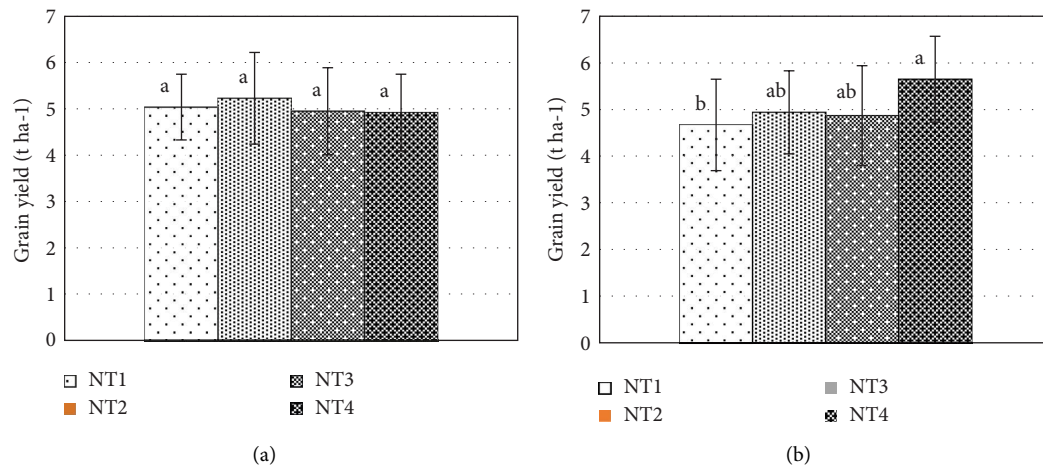 Grain yield (t ha-1)
7
6
5
4
3
2
1
0
a
a
a
a
NT1
NT3
NT2
NT4
(a)
Grain yield (t ha-1)
7
6
5
4
3
2
1
0
b
ab
ab
a
NT1
NT3
NT2
NT4
(b)